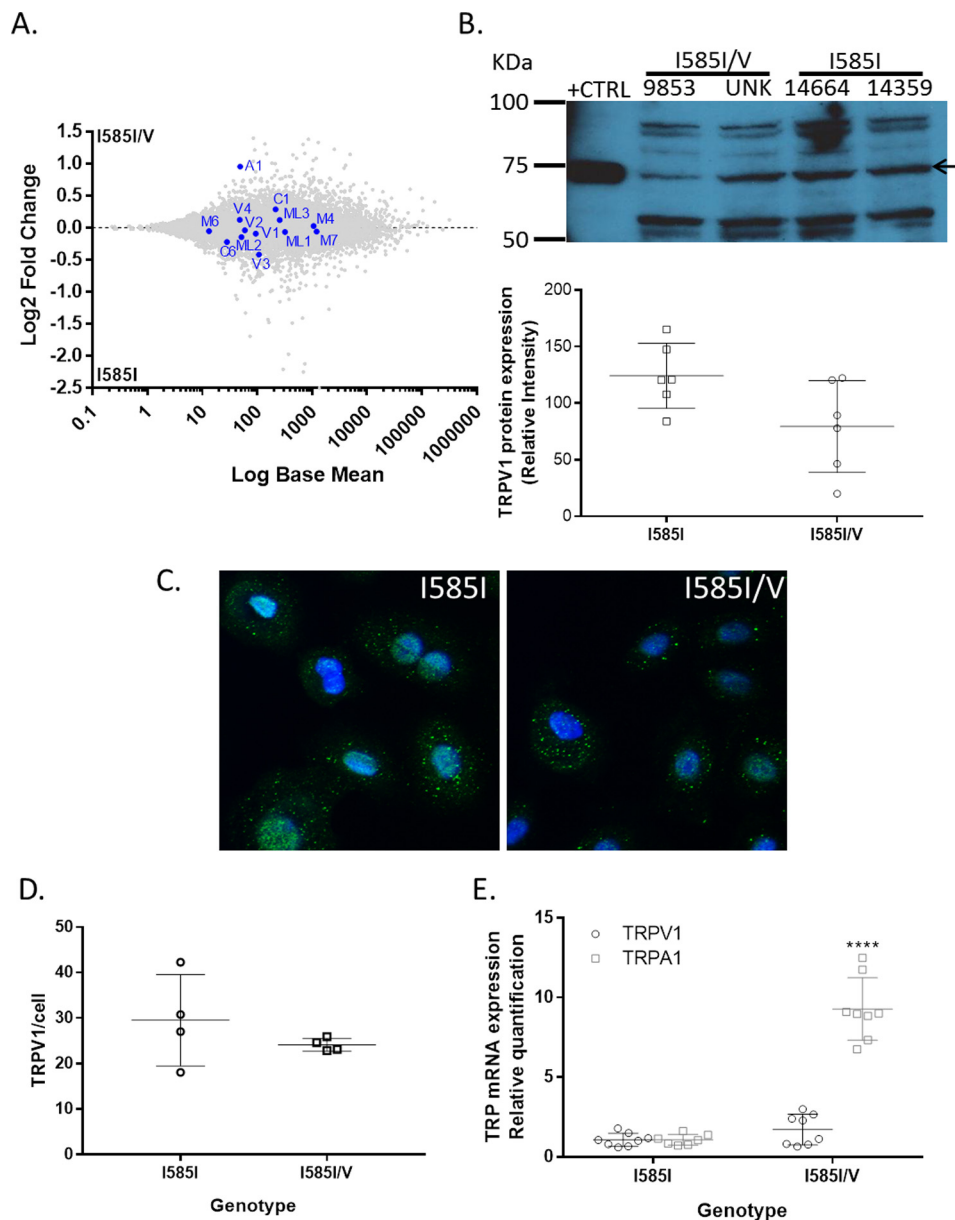 A.
I585I/V
1.5
1.0
0.5
0.0
-0.5
-1.0
-1.5
-2.0
-2.5
I585I
Log2 Fold Change
A1
C1
V4
V2
ML3
M4
M6
V1
ML1
M7
C6
ML2
V3
0.1
1
10
100
1000
10000
100000
1000000
Log Base Mean
B.
KDa
I585I/V
I585I
+CTRL
9853
UNK
14664
14359
100
75
50
TRPV1 protein expression
(Relative Intensity)
200
150
100
50
0
I585I
I585I/V
C.
I585I
I585I/V
D.
TRPV1/cell
50
40
30
20
10
0
I585I
I585I/V
Genotype
E.
TRP mRNA expression
Relative quantification
15
10
5
0
TRPV1
TRPA1
****
I585I
I585I/V
Genotype